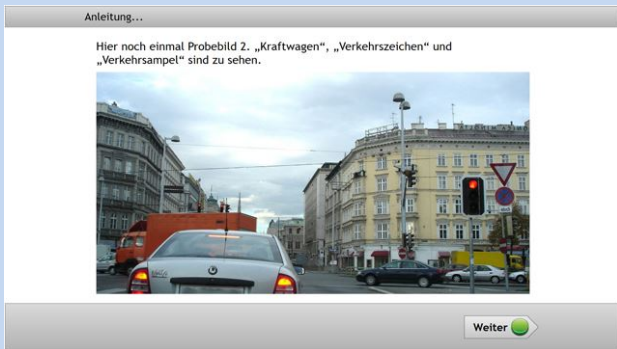 Anleitung...
Hier noch einmal Probebild 2. „Kraftwagen“, „Verkehrszeichen“ und
„Verkehrsampel“ sind zu sehen.
Weiter